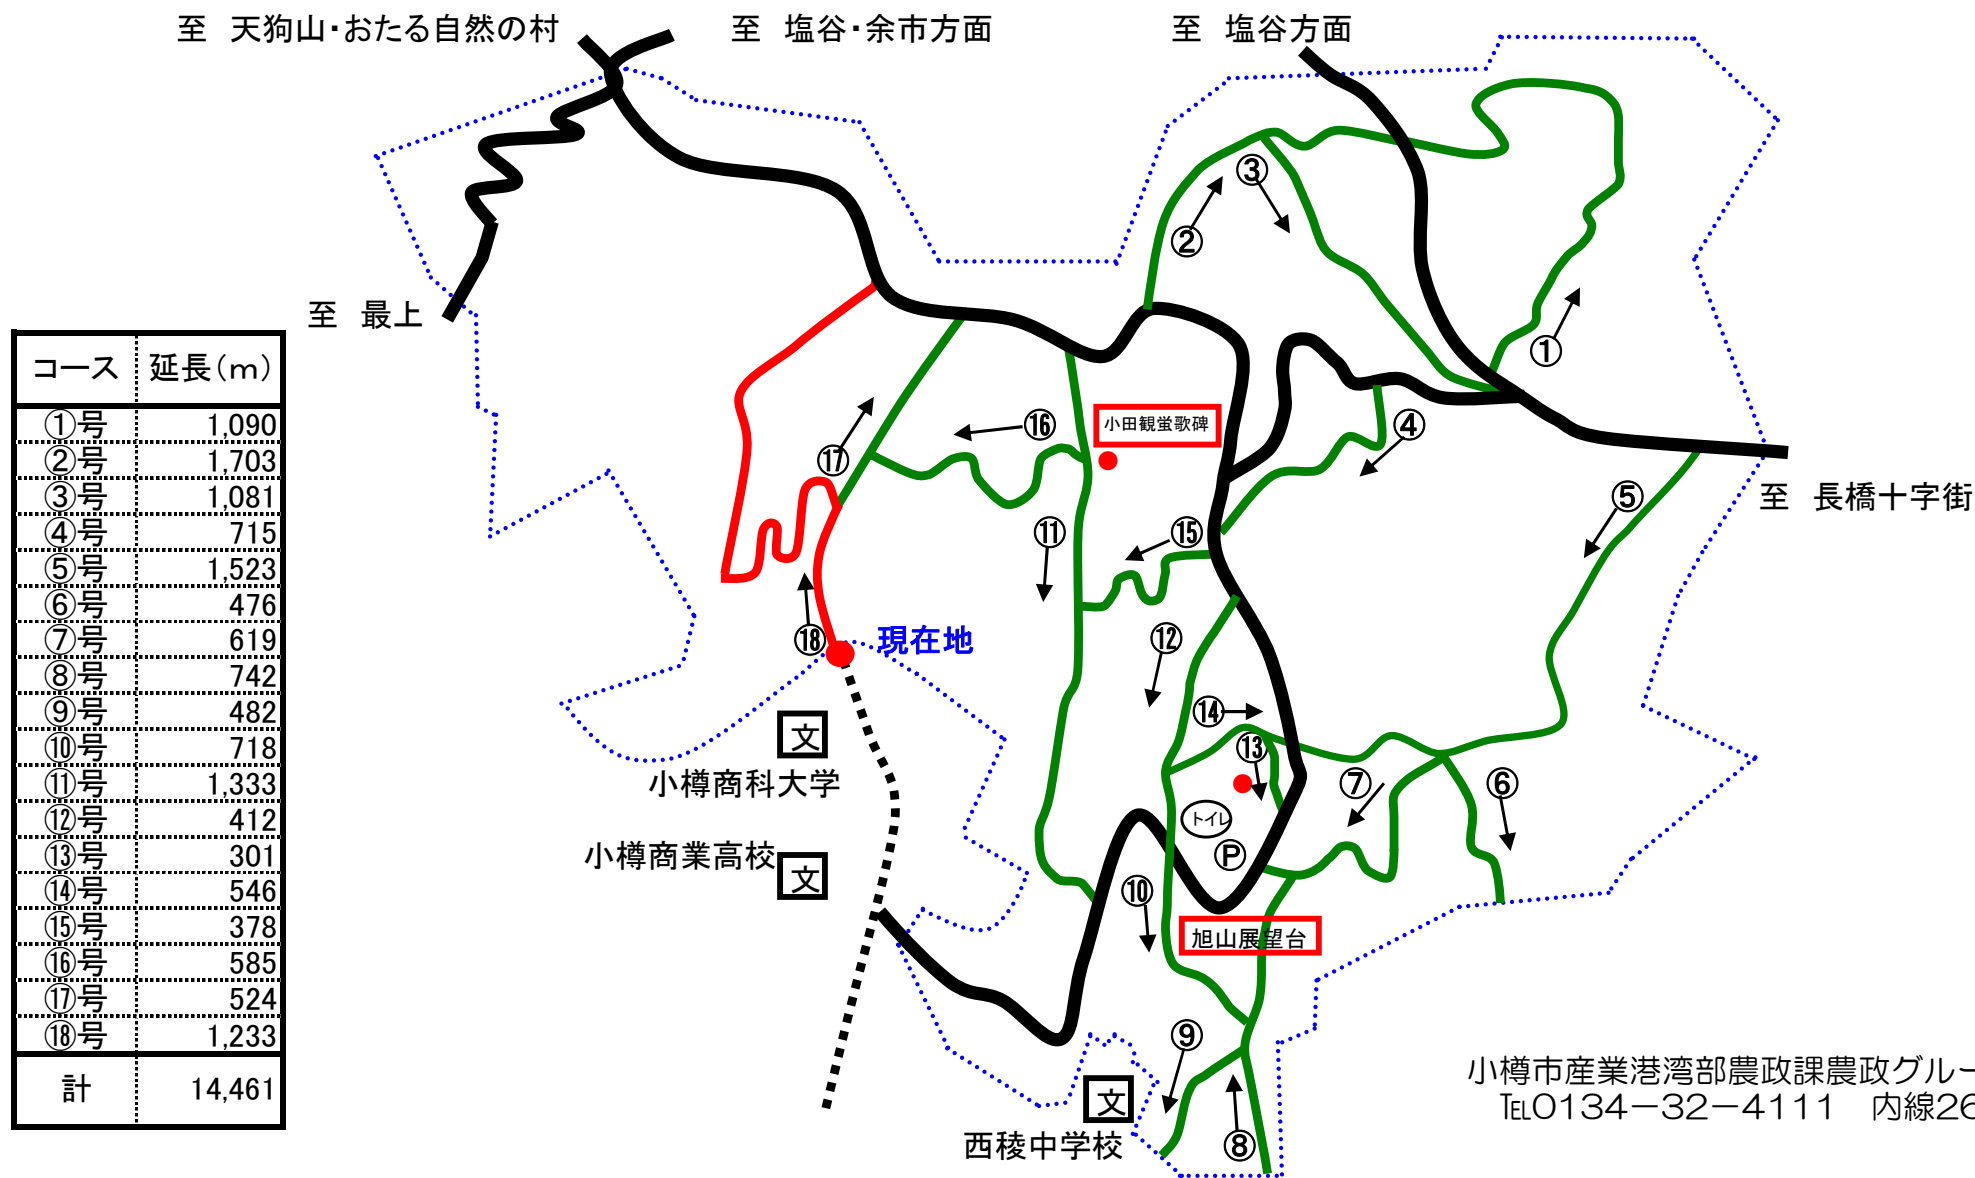 至　天狗山・おたる自然の村
至　塩谷・余市方面
至　塩谷方面
至　最上
至　長橋十字街
コース　延長(ｍ)
①号　1,090
②号　1,703
③号　1,081
④号　715
⑤号　1,523
⑥号　476
⑦号　619
⑧号　742
⑨号　482
⑩号　718
⑪号　1,333
⑫号　412
⑬号　301
⑭号　546
⑮号　378
⑯号　585
⑰号　524
⑱号　1,233
計　14,461
③
②
①
小田観蛍歌碑
④
⑯
⑰
⑤
⑪
⑮
⑱
現在地
⑫
⑭
⑬
⑦
⑥
文
小樽商科大学
トイレ
P
小樽商業高校
文
⑩
旭山展望台
⑨
文
西稜中学校
⑧
小樽市産業港湾部農政課農政グルー
℡0134－32－4111　内線26